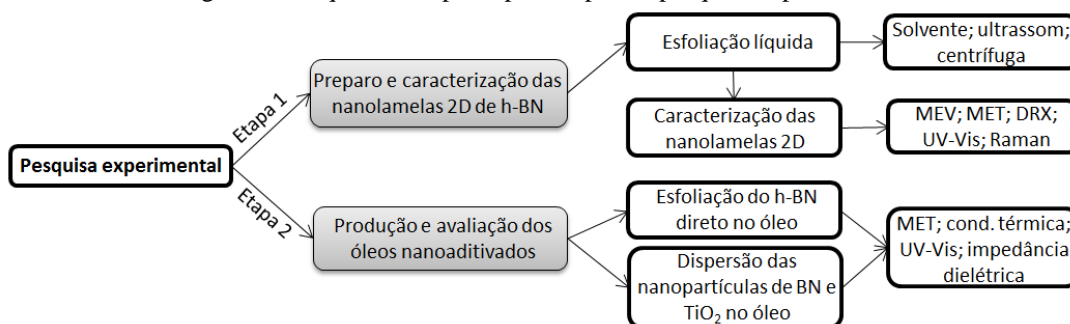 Esfoliação líquida
Solvente; ultrassom;
centrífuga
Preparo e caracterização das
nanolamelas 2D de h-BN
Etapa 1
Caracterização das
nanolamelas 2D
MEV; MET; DRX;
UV-Vis; Raman
Pesquisa experimental
Etapa 2
Produção e avaliação dos
óleos nanoaditivados
Esfoliação do h-BN
direto no óleo
MET; cond. térmica;
UV-Vis; impedância
dielétrica
Dispersão das
nanopartículas de BN e
TiO₂ no óleo